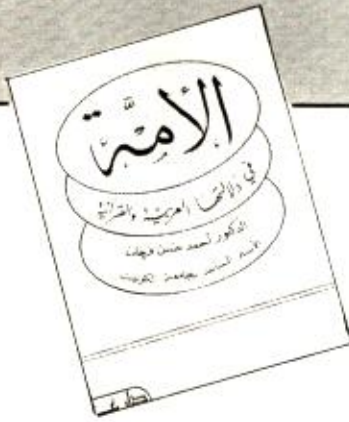 الأمة
في دلالتها العربية والقرآنية
الدكتور أحمد حسن فرحات
الأستاذ المساعد بجامعة الكويت